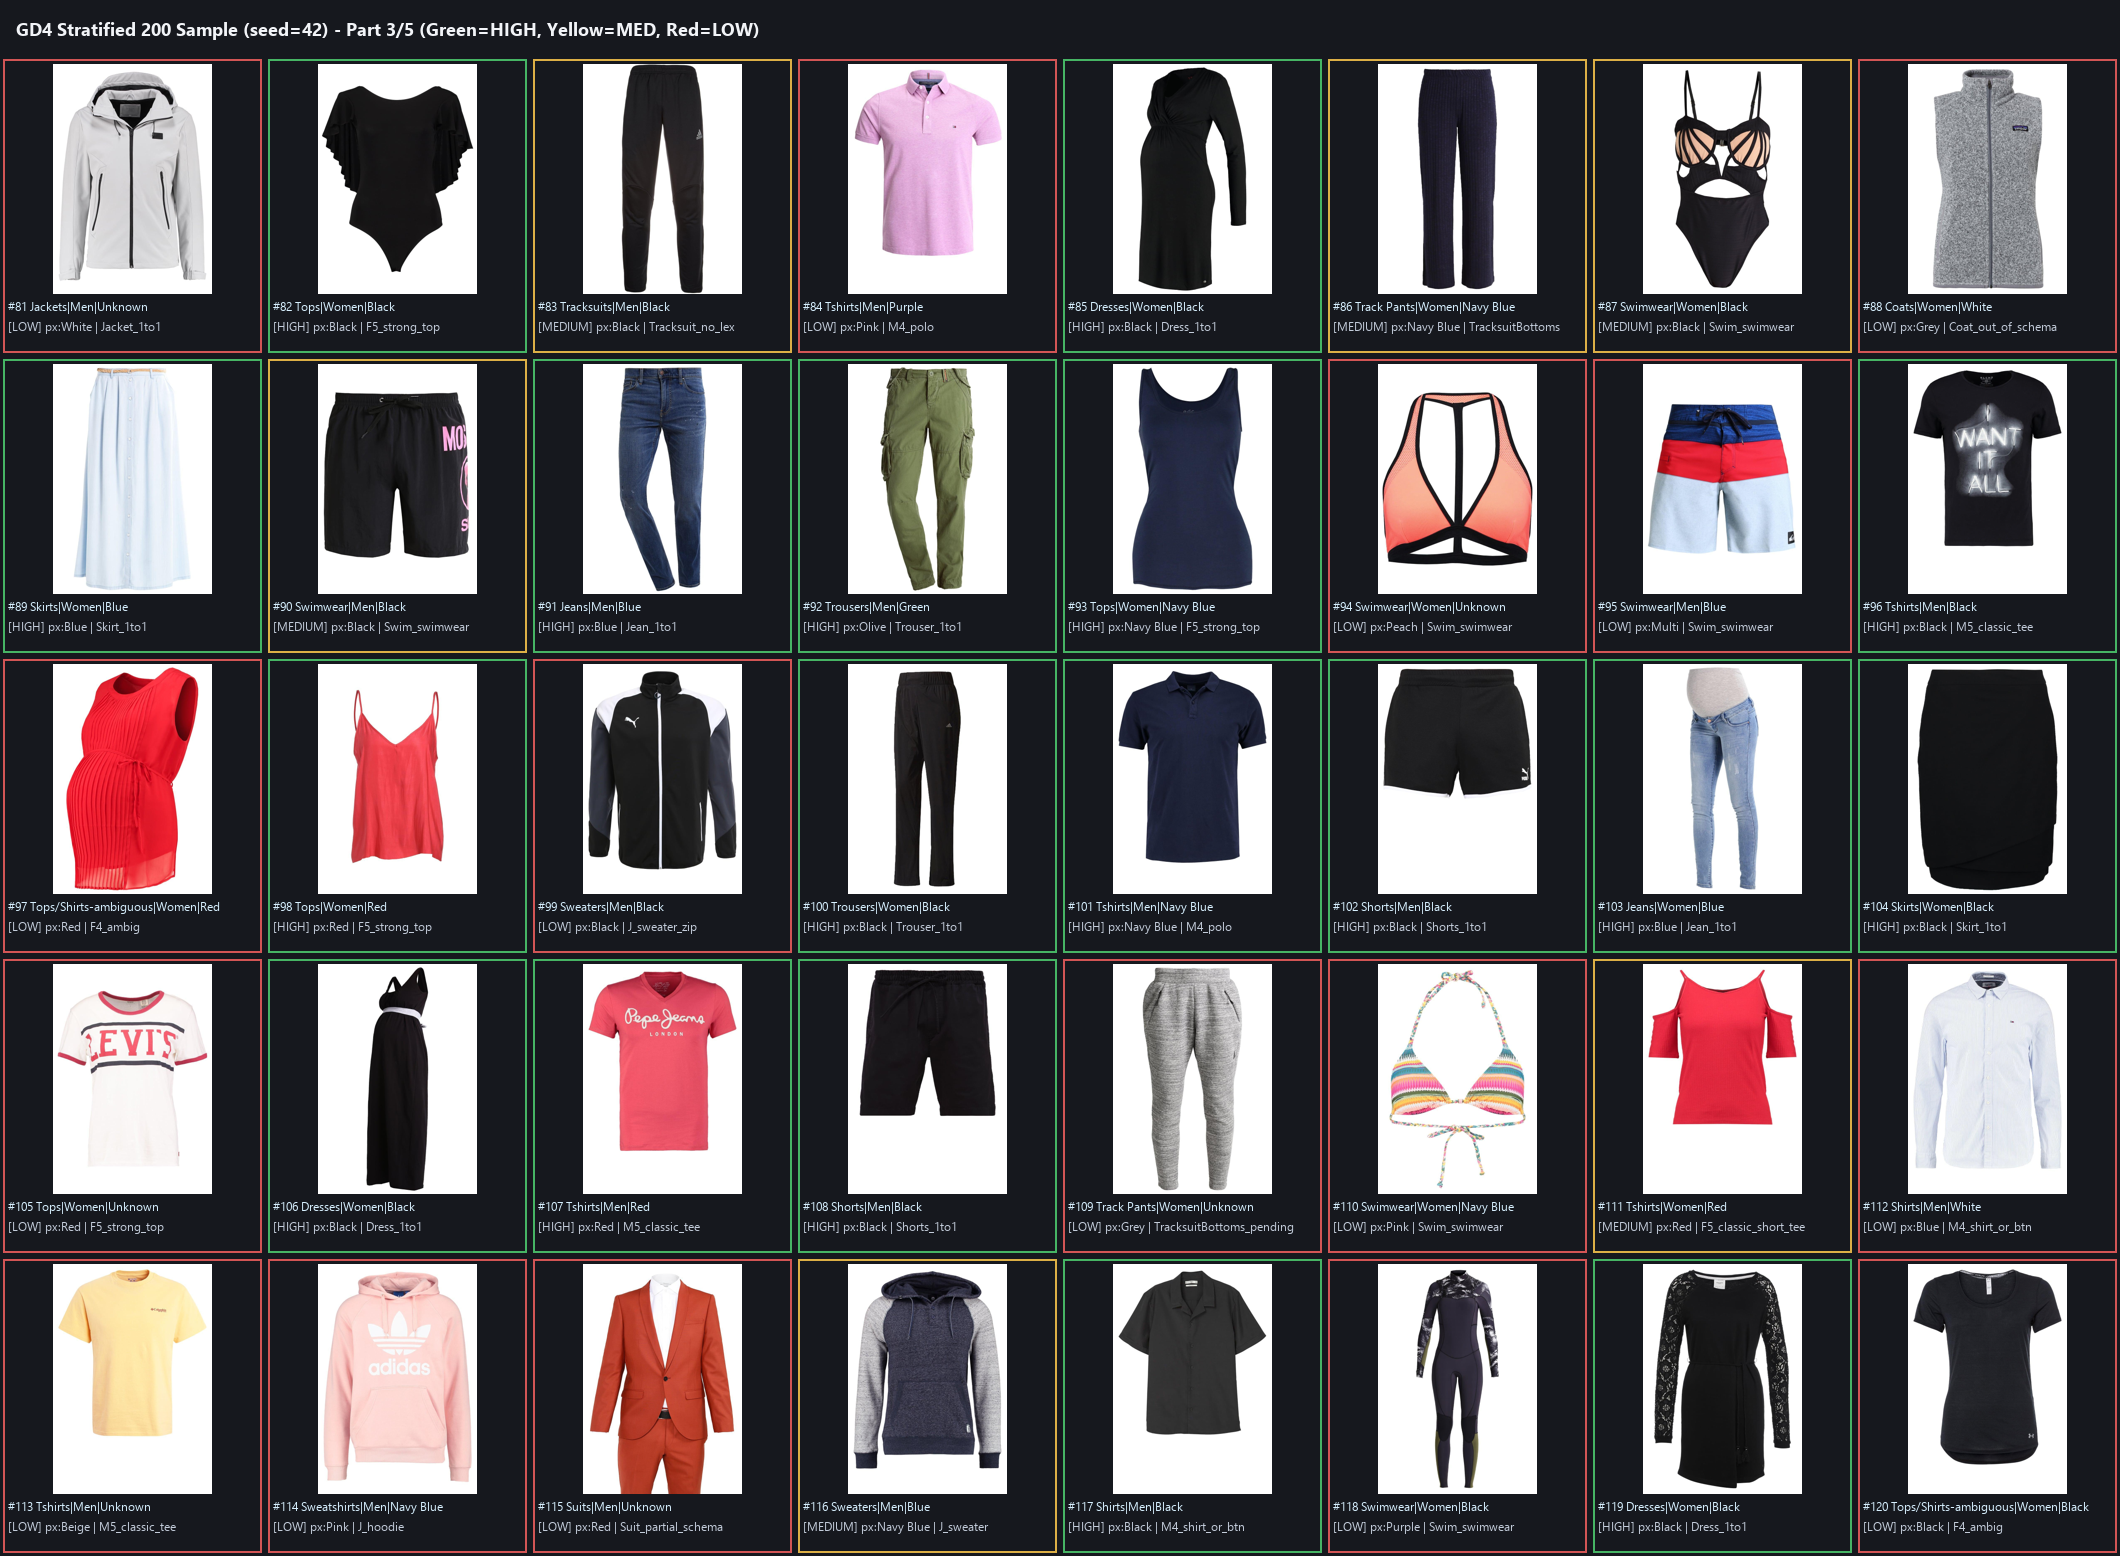 GD4 Stratified 200 Sample (seed=42) - Part 3/5 (Green=HIGH, Yellow=MED, Red=LOW)
#81 Jackets|Men|Unknown
[LOW] px:White | Jacket_1to1
#82 Tops|Women|Black
[HIGH] px:Black | F5_strong_top
#83 Tracksuits|Men|Black
[MEDIUM] px:Black | Tracksuit_no_lex
#84 Tshirts|Men|Purple
[LOW] px:Pink | M4_polo
#85 Dresses|Women|Black
[HIGH] px:Black | Dress_1to1
#86 Track Pants|Women|Navy Blue
[MEDIUM] px:Navy Blue | TracksuitBottoms
#87 Swimwear|Women|Black
[MEDIUM] px:Black | Swim_swimwear
#88 Coats|Women|White
[LOW] px:Grey | Coat_out_of_schema
#89 Skirts|Women|Blue
[HIGH] px:Blue | Skirt_1to1
MO
S
#90 Swimwear|Men|Black
[MEDIUM] px:Black | Swim_swimwear
#91 Jeans|Men|Blue
[HIGH] px:Blue | Jean_1to1
#92 Trousers|Men|Green
[HIGH] px:Olive | Trouser_1to1
#93 Tops|Women|Navy Blue
[HIGH] px:Navy Blue | F5_strong_top
#94 Swimwear|Women|Unknown
[LOW] px:Peach | Swim_swimwear
#95 Swimwear|Men|Blue
[LOW] px:Multi | Swim_swimwear
I
WANT
IT
ALL
#96 Tshirts|Men|Black
[HIGH] px:Black | M5_classic_tee
#97 Tops/Shirts-ambiguous|Women|Red
[LOW] px:Red | F4_ambig
#98 Tops|Women|Red
[HIGH] px:Red | F5_strong_top
#99 Sweaters|Men|Black
[LOW] px:Black | J_sweater_zip
#100 Trousers|Women|Black
[HIGH] px:Black | Trouser_1to1
#101 Tshirts|Men|Navy Blue
[HIGH] px:Navy Blue | M4_polo
#102 Shorts|Men|Black
[HIGH] px:Black | Shorts_1to1
#103 Jeans|Women|Blue
[HIGH] px:Blue | Jean_1to1
#104 Skirts|Women|Black
[HIGH] px:Black | Skirt_1to1
LEVI'S
#105 Tops|Women|Unknown
[LOW] px:Red | F5_strong_top
#106 Dresses|Women|Black
[HIGH] px:Black | Dress_1to1
Pepe Jeans
LONDON
#107 Tshirts|Men|Red
[HIGH] px:Red | M5_classic_tee
#108 Shorts|Men|Black
[HIGH] px:Black | Shorts_1to1
#109 Track Pants|Women|Unknown
[LOW] px:Grey | TracksuitBottoms_pending
#110 Swimwear|Women|Navy Blue
[LOW] px:Pink | Swim_swimwear
#111 Tshirts|Women|Red
[MEDIUM] px:Red | F5_classic_short_tee
#112 Shirts|Men|White
[LOW] px:Blue | M4_shirt_or_btn
#113 Tshirts|Men|Unknown
[LOW] px:Beige | M5_classic_tee
adidas
#114 Sweatshirts|Men|Navy Blue
[LOW] px:Pink | J_hoodie
#115 Suits|Men|Unknown
[LOW] px:Red | Suit_partial_schema
#116 Sweaters|Men|Blue
[MEDIUM] px:Navy Blue | J_sweater
#117 Shirts|Men|Black
[HIGH] px:Black | M4_shirt_or_btn
#118 Swimwear|Women|Black
[LOW] px:Purple | Swim_swimwear
#119 Dresses|Women|Black
[HIGH] px:Black | Dress_1to1
#120 Tops/Shirts-ambiguous|Women|Black
[LOW] px:Black | F4_ambig